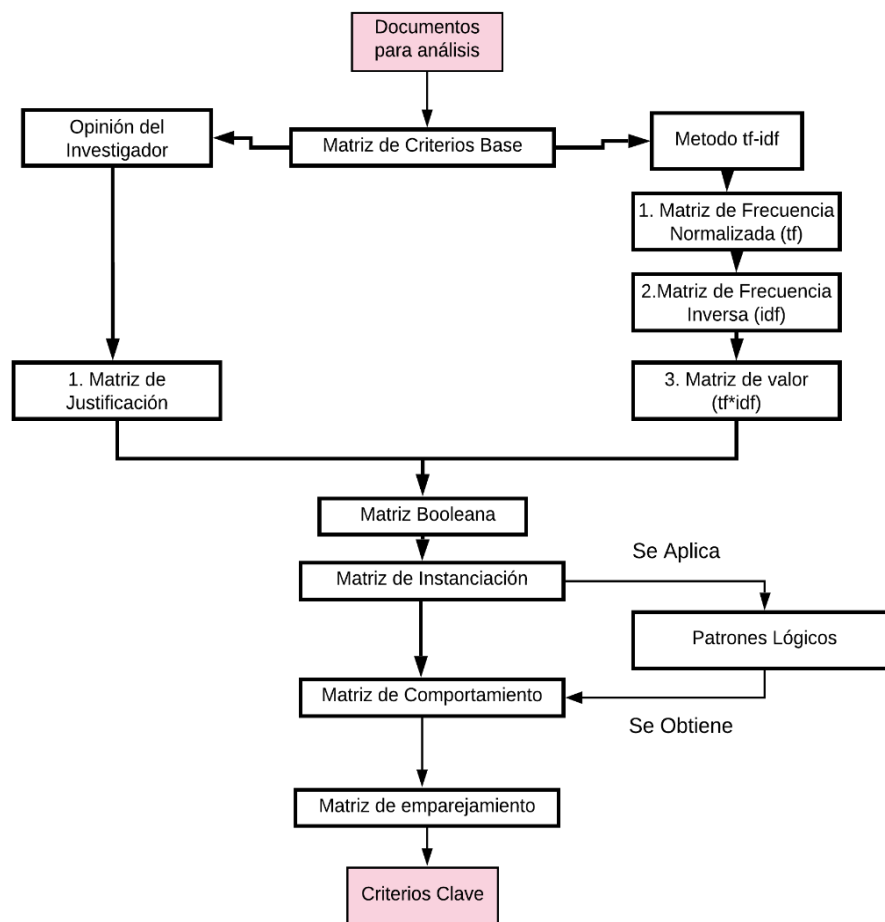 Documentos
para análisis
Opinión del
Investigador
Matriz de Criterios Base
Metodo tf-idf
1. Matriz de Frecuencia
Normalizada (tf)
2.Matriz de Frecuencia
Inversa (idf)
1. Matriz de
Justificación
3. Matriz de valor
(tf*idf)
Matriz Booleana
Matriz de Instanciación
Se Aplica
Patrones Lógicos
Matriz de Comportamiento
Se Obtiene
Matriz de emparejamiento
Criterios Clave